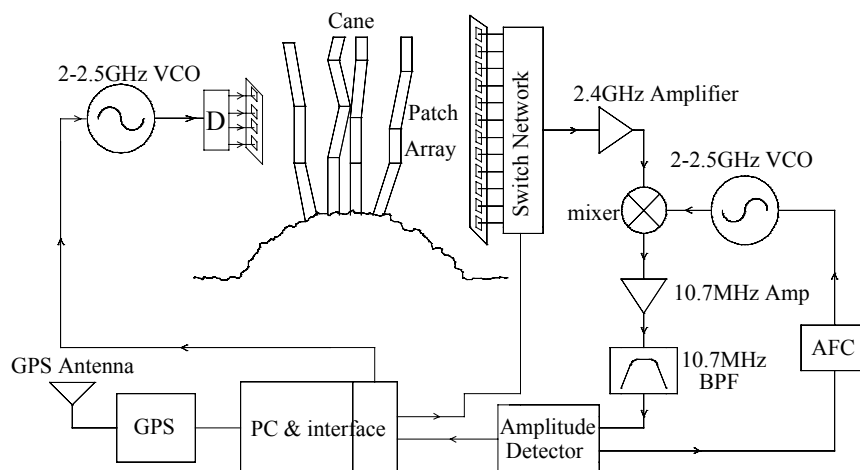 Cane
2-2.5GHz VCO
D
Patch
Array
Switch Network
2.4GHz Amplifier
2-2.5GHz VCO
mixer
10.7MHz Amp
10.7MHz
BPF
AFC
GPS Antenna
GPS
PC & interface
Amplitude
Detector